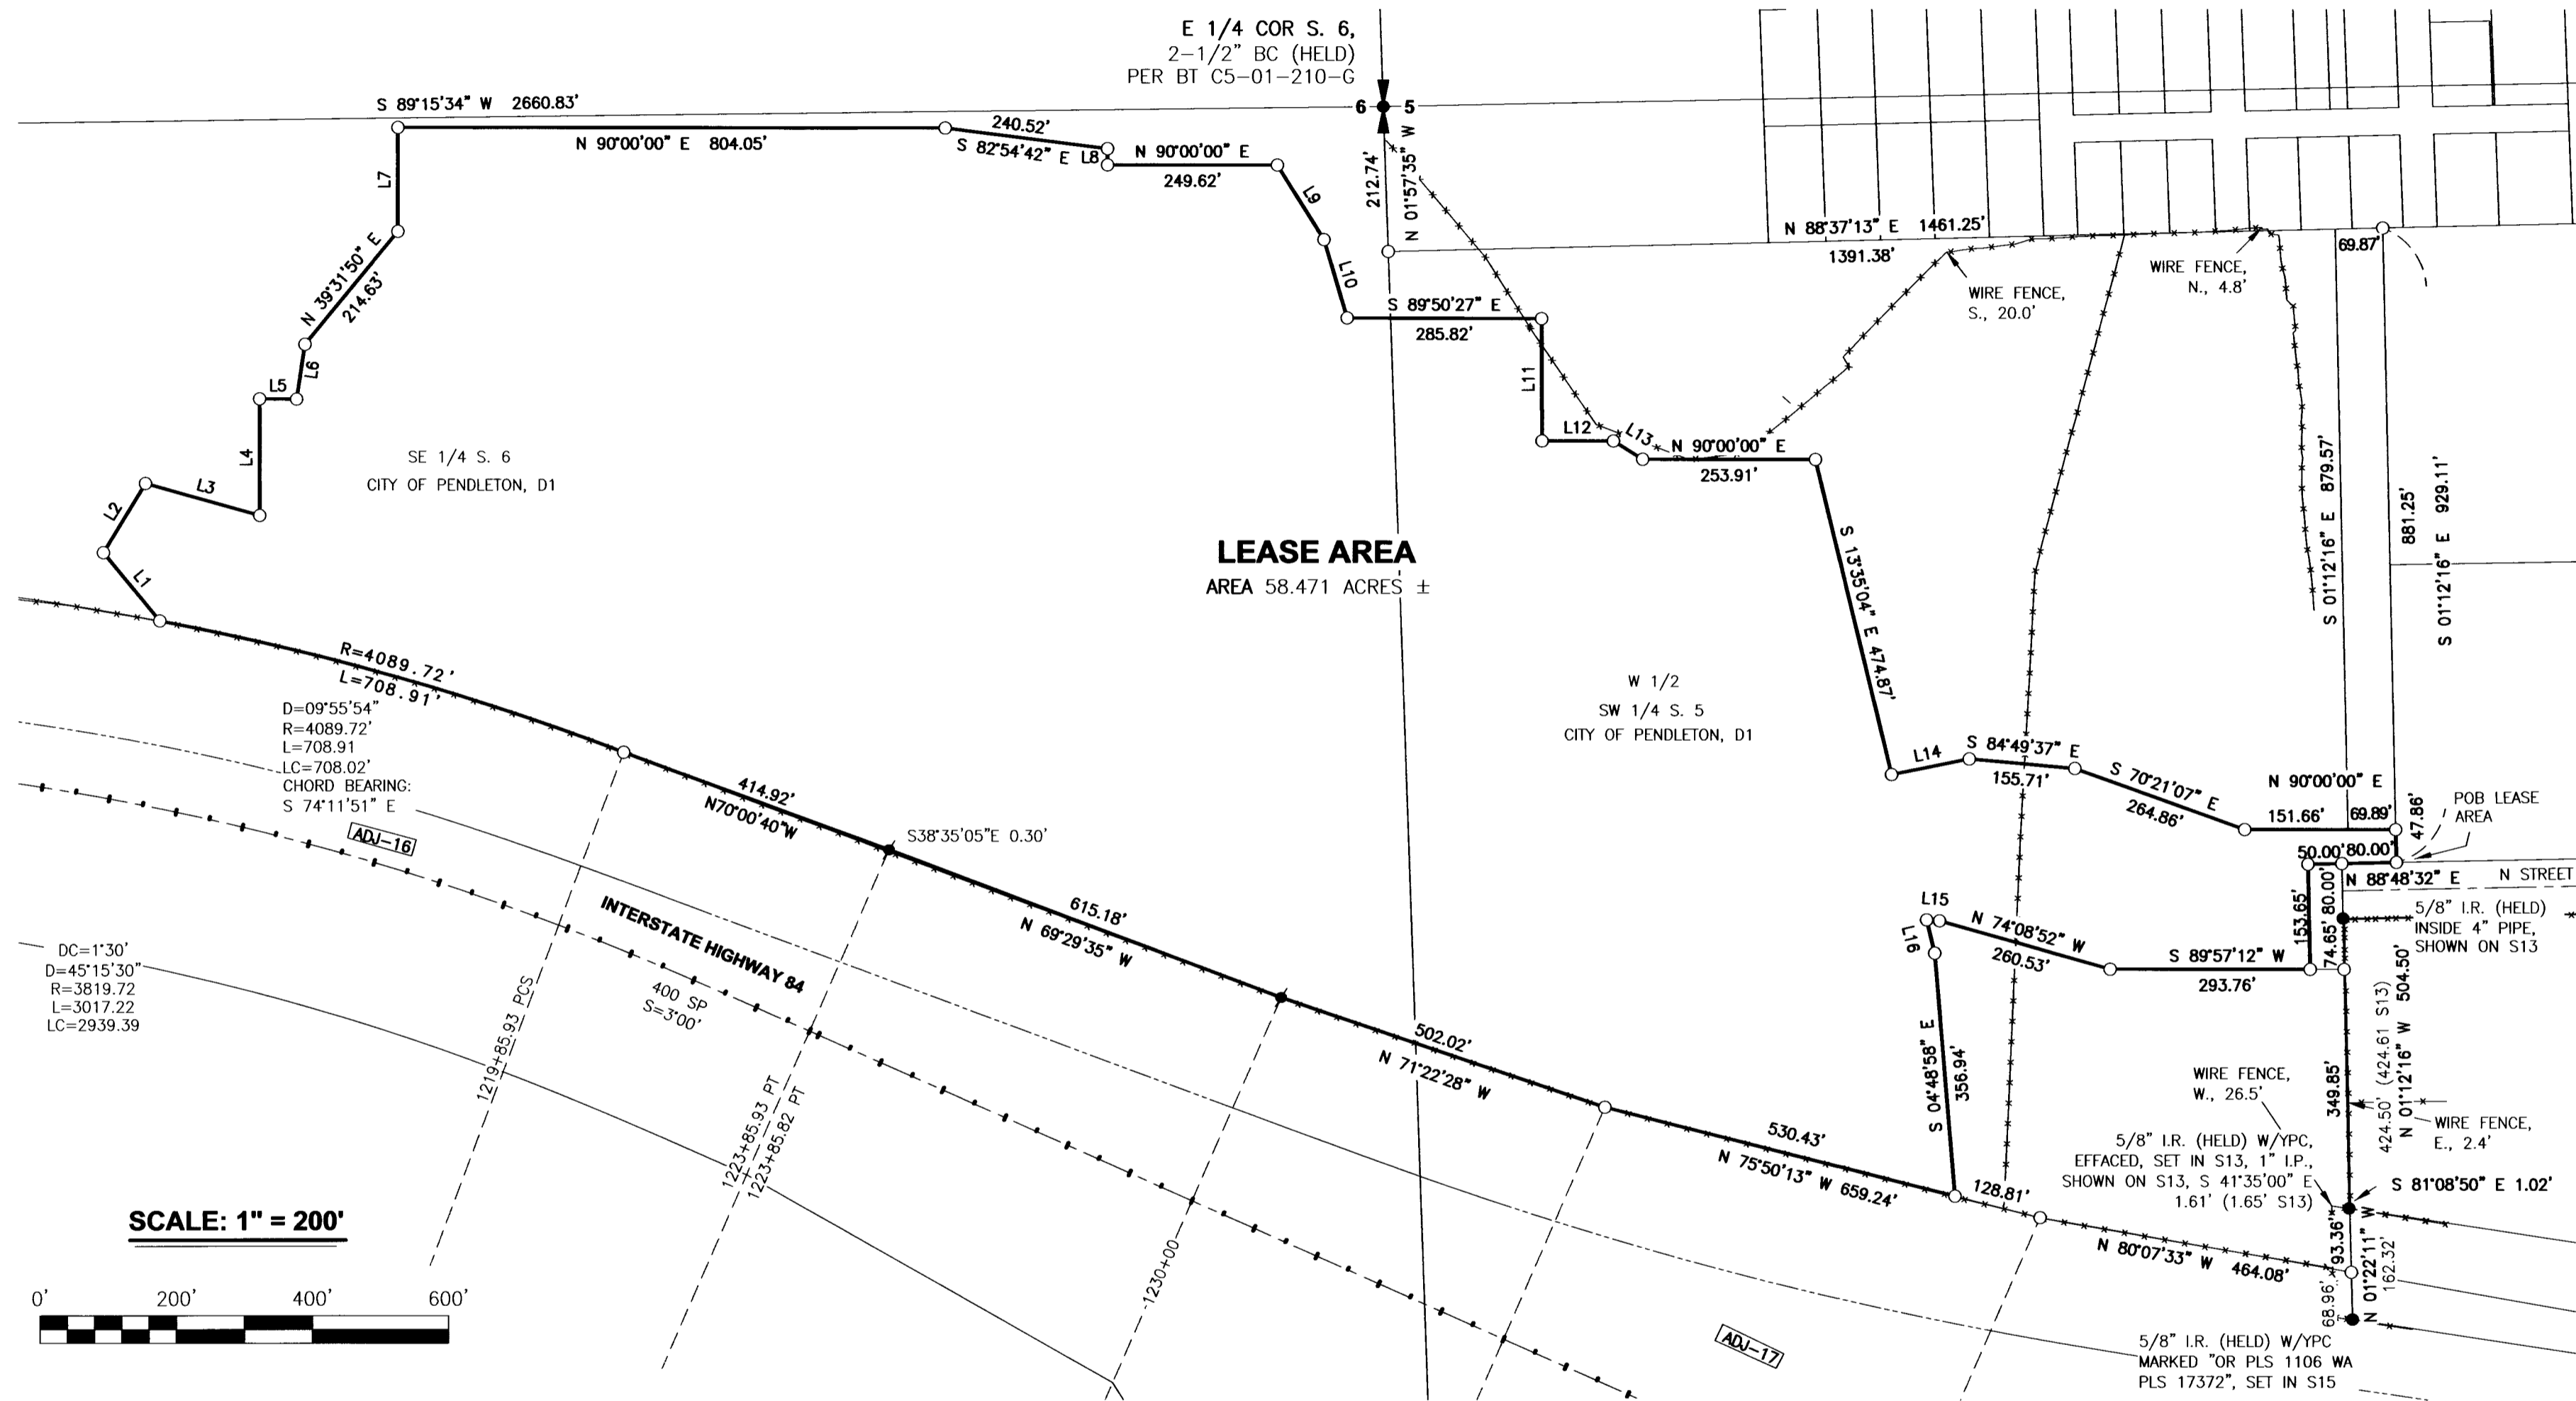 E 1/4 COR S. 6,
2-1/2" BC (HELD)
PER BT C5-01-210-G
S 89°15'34" W 2660.83'
6 5
N 90°00'00" E 804.05'
240.52'
S 82°54'42" E
L8
N 90°00'00" E
249.62'
L7
L9
L10
212.74'
N 01°57'35" W
N 88°37'13" E 1461.25'
1391.38'
69.87'
WIRE FENCE,
N., 4.8'
WIRE FENCE,
S., 20.0'
N 39°31'50" E
214.63'
L6
L5
L4
L3
L2
L1
S 89°50'27" E
285.82'
L11
L12
L13
N 90°00'00" E
253.91'
SE 1/4 S. 6
CITY OF PENDLETON, D1
LEASE AREA
AREA 58.471 ACRES ±
S 13°35'04" E 474.87'
S 01°12'16" E 879.57'
881.25'
S 01°12'16" E 929.11'
W 1/2
SW 1/4 S. 5
CITY OF PENDLETON, D1
R=4089.72'
L=708.91'
D=09°55'54"
R=4089.72'
L=708.91
LC=708.02'
CHORD BEARING:
S 74°11'51" E
ADJ-16
414.92'
N70°00'40"W
S38°35'05"E 0.30'
L14
S 84°49'37" E
155.71'
S 70°21'07" E
264.86'
N 90°00'00" E
151.66'
69.89'
47.86'
POB LEASE
AREA
50.00'
80.00'
N 88°48'32" E
N STREET
153.65'
74.65'
80.00'
5/8" I.R. (HELD)
INSIDE 4" PIPE,
SHOWN ON S13
INTERSTATE HIGHWAY 84
400 SP
S=3°00'
615.18'
N 69°29'35" W
L15
L16
N 74°08'52" W
260.53'
S 89°57'12" W
293.76'
DC=1°30'
D=45°15'30"
R=3819.72
L=3017.22
LC=2939.39
1219+85.93 PCS
1223+85.93 PT
1223+85.82 PT
1230+00
502.02'
N 71°22'28" W
S 04°48'58" E
356.94'
349.85'
424.50' (424.61 S13)
N 01°12'16" W 504.50'
WIRE FENCE,
W., 26.5'
WIRE FENCE,
E., 2.4'
5/8" I.R. (HELD) W/YPC,
EFFACED, SET IN S13, 1" I.P.,
SHOWN ON S13, S 41°35'00" E
1.61' (1.65' S13)
S 81°08'50" E 1.02'
530.43'
N 75°50'13" W 659.24'
128.81'
N 80°07'33" W 464.08'
93.36'
N 01°22'11" W
162.32'
68.96'
5/8" I.R. (HELD) W/YPC
MARKED "OR PLS 1106 WA
PLS 17372", SET IN S15
ADJ-17
SCALE: 1" = 200'
0' 200' 400' 600'